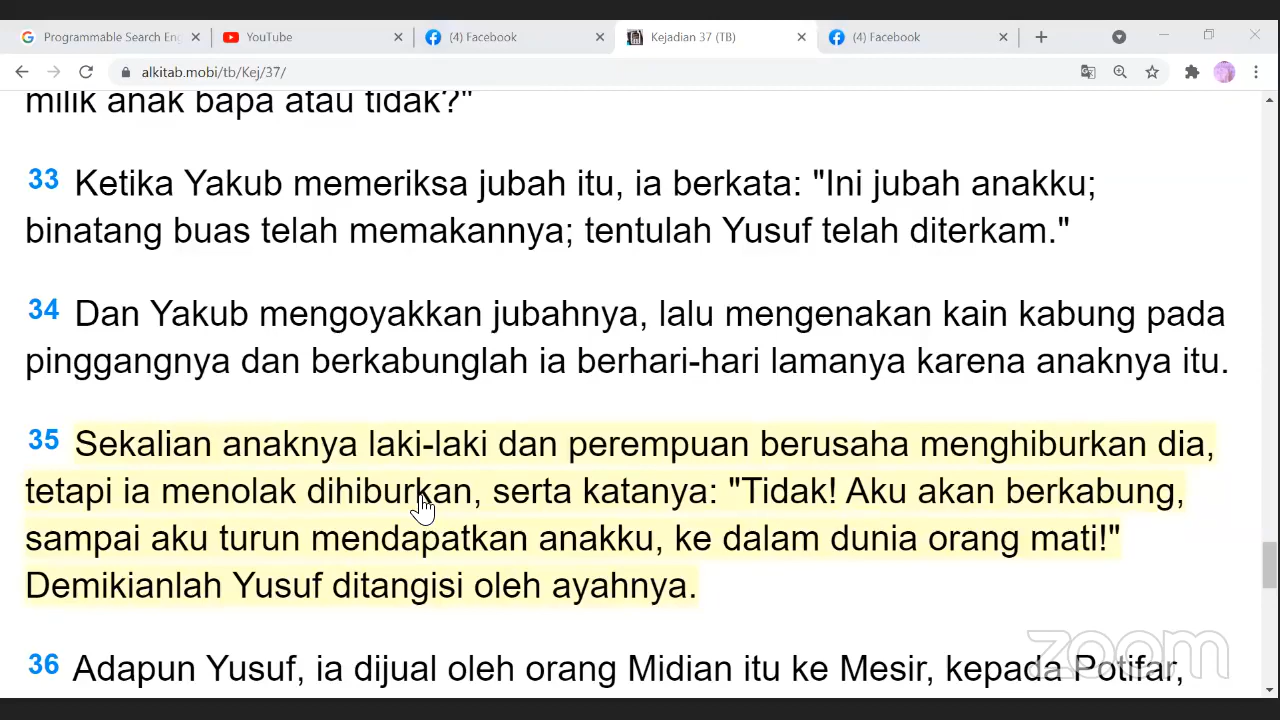 Programmable Search Eng
YouTube
(4) Facebook
Kejadian 37 (TB)
(4) Facebook
alkitab.mobi/tb/Kej/37/
milik anak bapa atau tidak?"
33 Ketika Yakub memeriksa jubah itu, ia berkata: "Ini jubah anakku;
binatang buas telah memakannya; tentulah Yusuf telah diterkam."
34 Dan Yakub mengoyakkan jubahnya, lalu mengenakan kain kabung pada
pinggangnya dan berkabunglah ia berhari-hari lamanya karena anaknya itu.
35 Sekalian anaknya laki-laki dan perempuan berusaha menghiburkan dia,
tetapi ia menolak dihiburkan, serta katanya: "Tidak! Aku akan berkabung,
sampai aku turun mendapatkan anakku, ke dalam dunia orang mati!"
Demikianlah Yusuf ditangisi oleh ayahnya.
36 Adapun Yusuf, ia dijual oleh orang Midian itu ke Mesir, kepada Potifar,
zoom